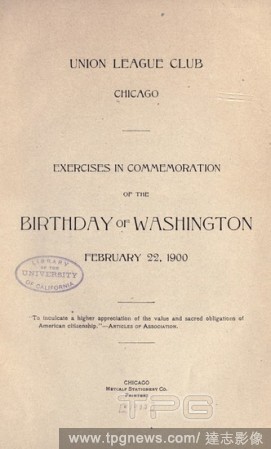 UNION LEAGUE CLUB
CHICAGO
EXERCISES IN COMMEMORATION
OF THE
BIRTHDAY OF WASHINGTON
FEBRUARY 22, 1900
LIBRARY
OF THE
UNIVERSITY
OF CALIFORNIA
"To inculcate a higher appreciation of the value and sacred obligations of
American citizenship."—ARTICLES OF ASSOCIATION.
CHICAGO
METCALF STATIONERY CO.
PRINTERS
TPG
www.tpgnews.com / 達志影像